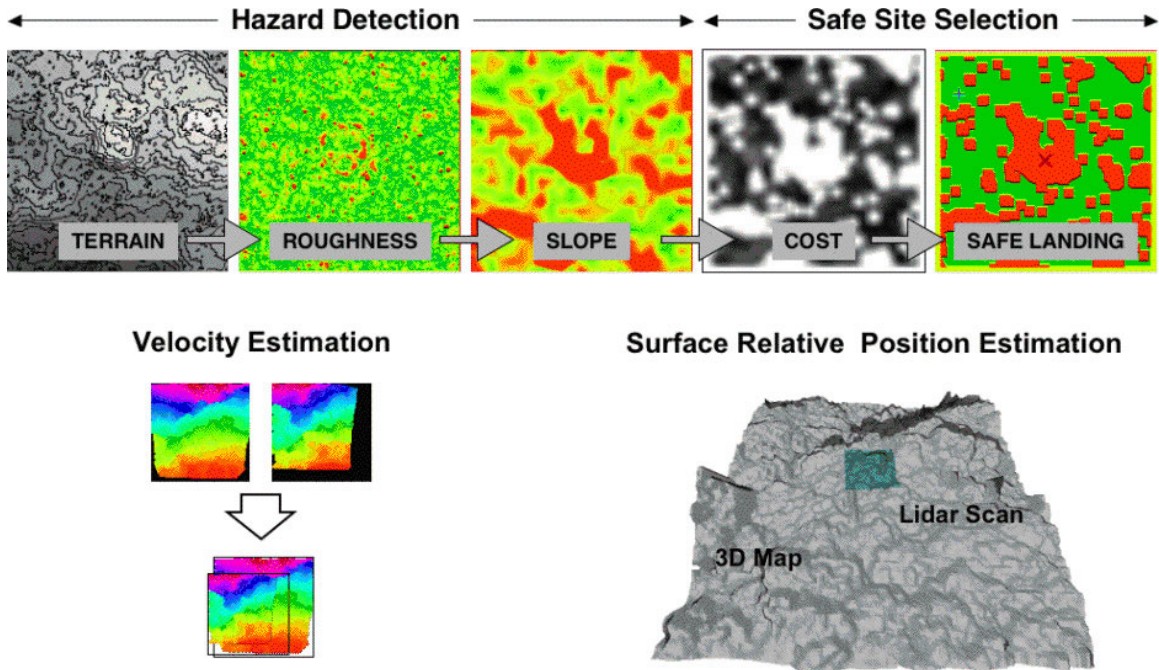 Hazard Detection
Safe Site Selection
TERRAIN
ROUGHNESS
SLOPE
COST
SAFE LANDING
Velocity Estimation
Surface Relative Position Estimation
Lidar Scan
3D Map